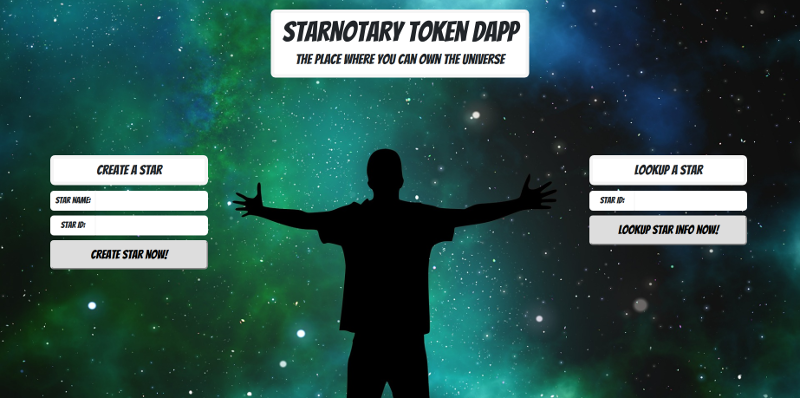 STARNOTARY TOKEN DAPP
THE PLACE WHERE YOU CAN OWN THE UNIVERSE
CREATE A STAR
STAR NAME:
STAR ID:
CREATE STAR NOW!
LOOKUP A STAR
STAR ID:
LOOKUP STAR INFO NOW!